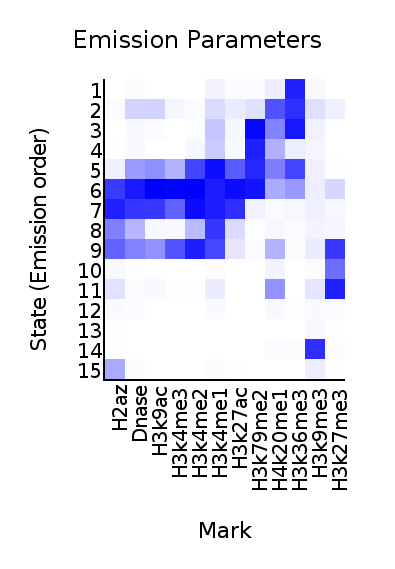 Emission Parameters
State (Emission order)
1
2
3
4
5
6
7
8
9
10
11
12
13
14
15
H2az
Dnase
H3k9ac
H3k4me3
H3k4me2
H3k4me1
H3k27ac
H3k79me2
H4k20me1
H3k36me3
H3k9me3
H3k27me3
Mark